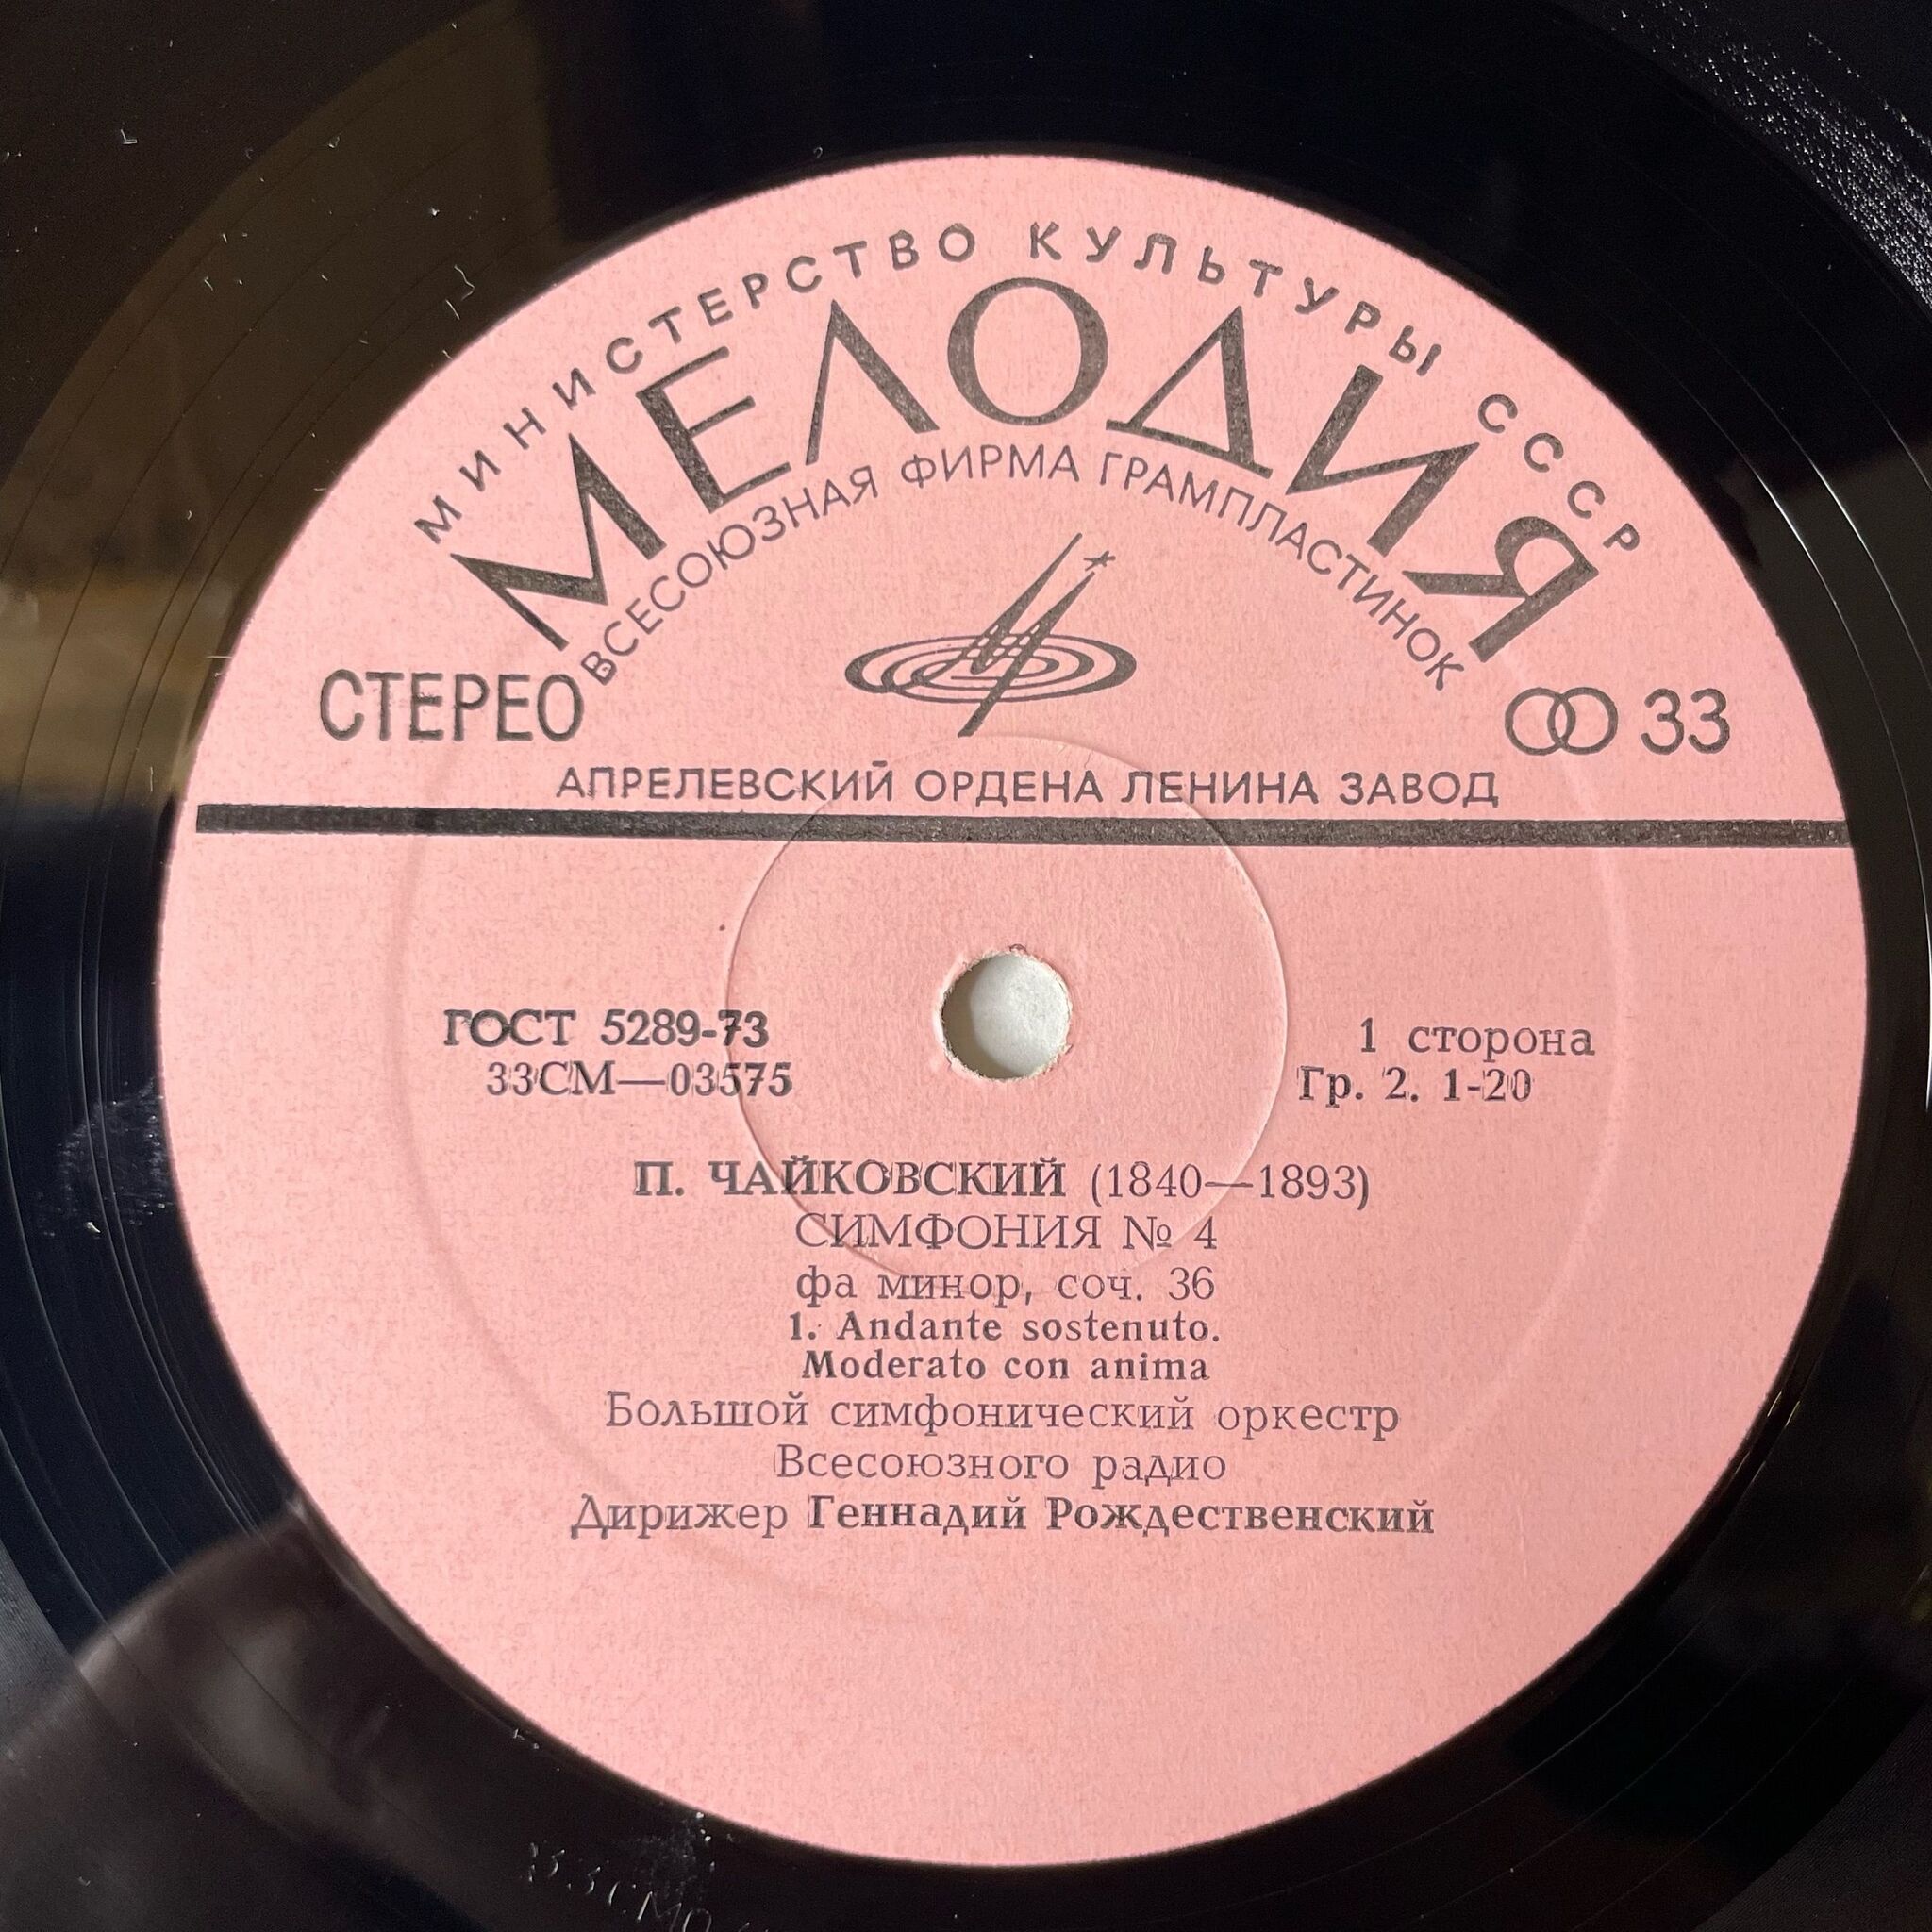 МИНИСТЕРСТВО КУЛЬТУРЫ СССР
МЕЛОДИЯ
ВСЕСОЮЗНАЯ ФИРМА ГРАМПЛАСТИНОК
СТЕРЕО
33
АПРЕЛЕВСКИЙ ОРДЕНА ЛЕНИНА ЗАВОД
ГОСТ 5289-73
33СМ—03575
1 сторона
Гр. 2. 1-20
П. ЧАЙКОВСКИЙ (1840—1893)
СИМФОНИЯ № 4
фа минор, соч. 36
1. Andante sostenuto.
Moderato con anima
Большой симфонический оркестр
Всесоюзного радио
Дирижер Геннадий Рождественский